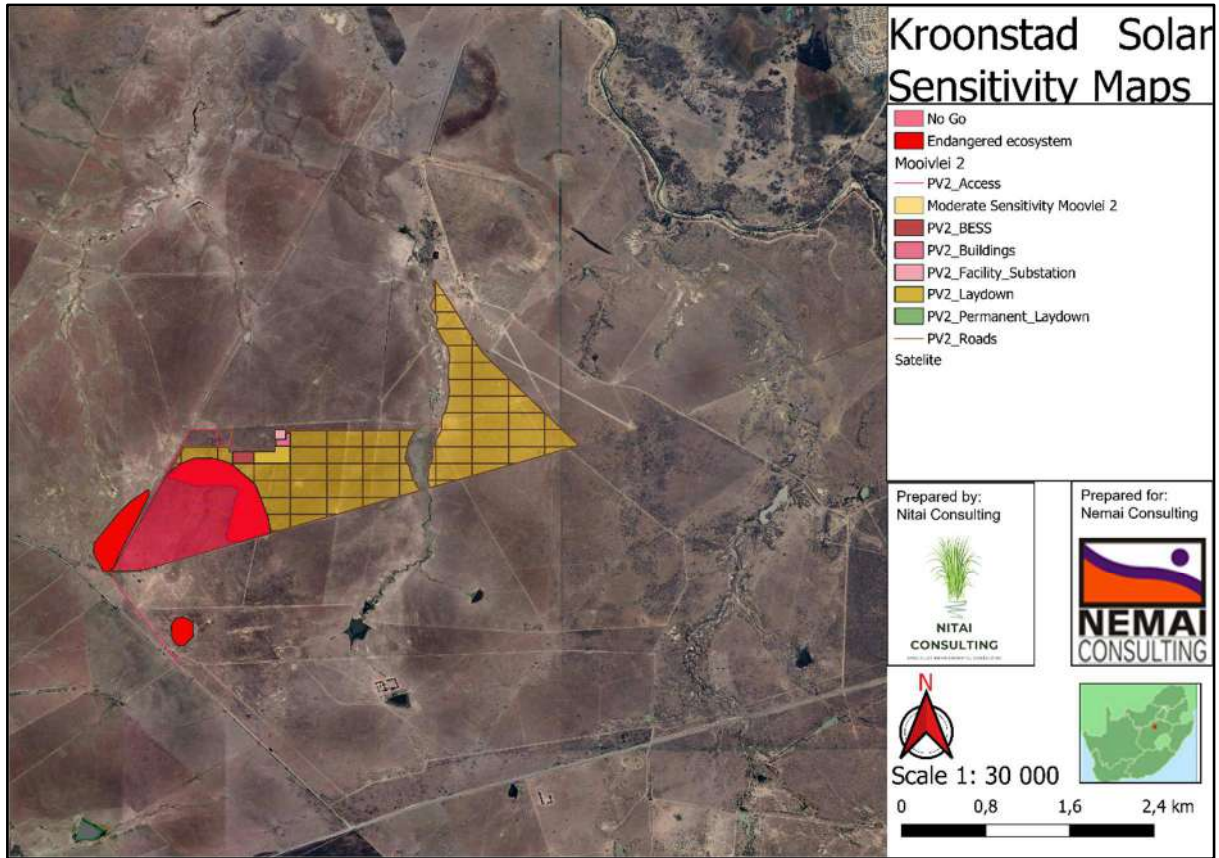 Kroonstad Solar
Sensitivity Maps
No Go
Endangered ecosystem
Mooivlei 2
PV2_Access
Moderate Sensitivity Moovlei 2
PV2_BESS
PV2_Buildings
PV2_Facility_Substation
PV2_Laydown
PV2_Permanent_Laydown
PV2_Roads
Satelite
Prepared by:
Nitai Consulting
NITAI
CONSULTING
Prepared for:
Nemai Consulting
NEMAI
CONSULTING
N
Scale 1: 30 000
0 0,8 1,6 2,4 km